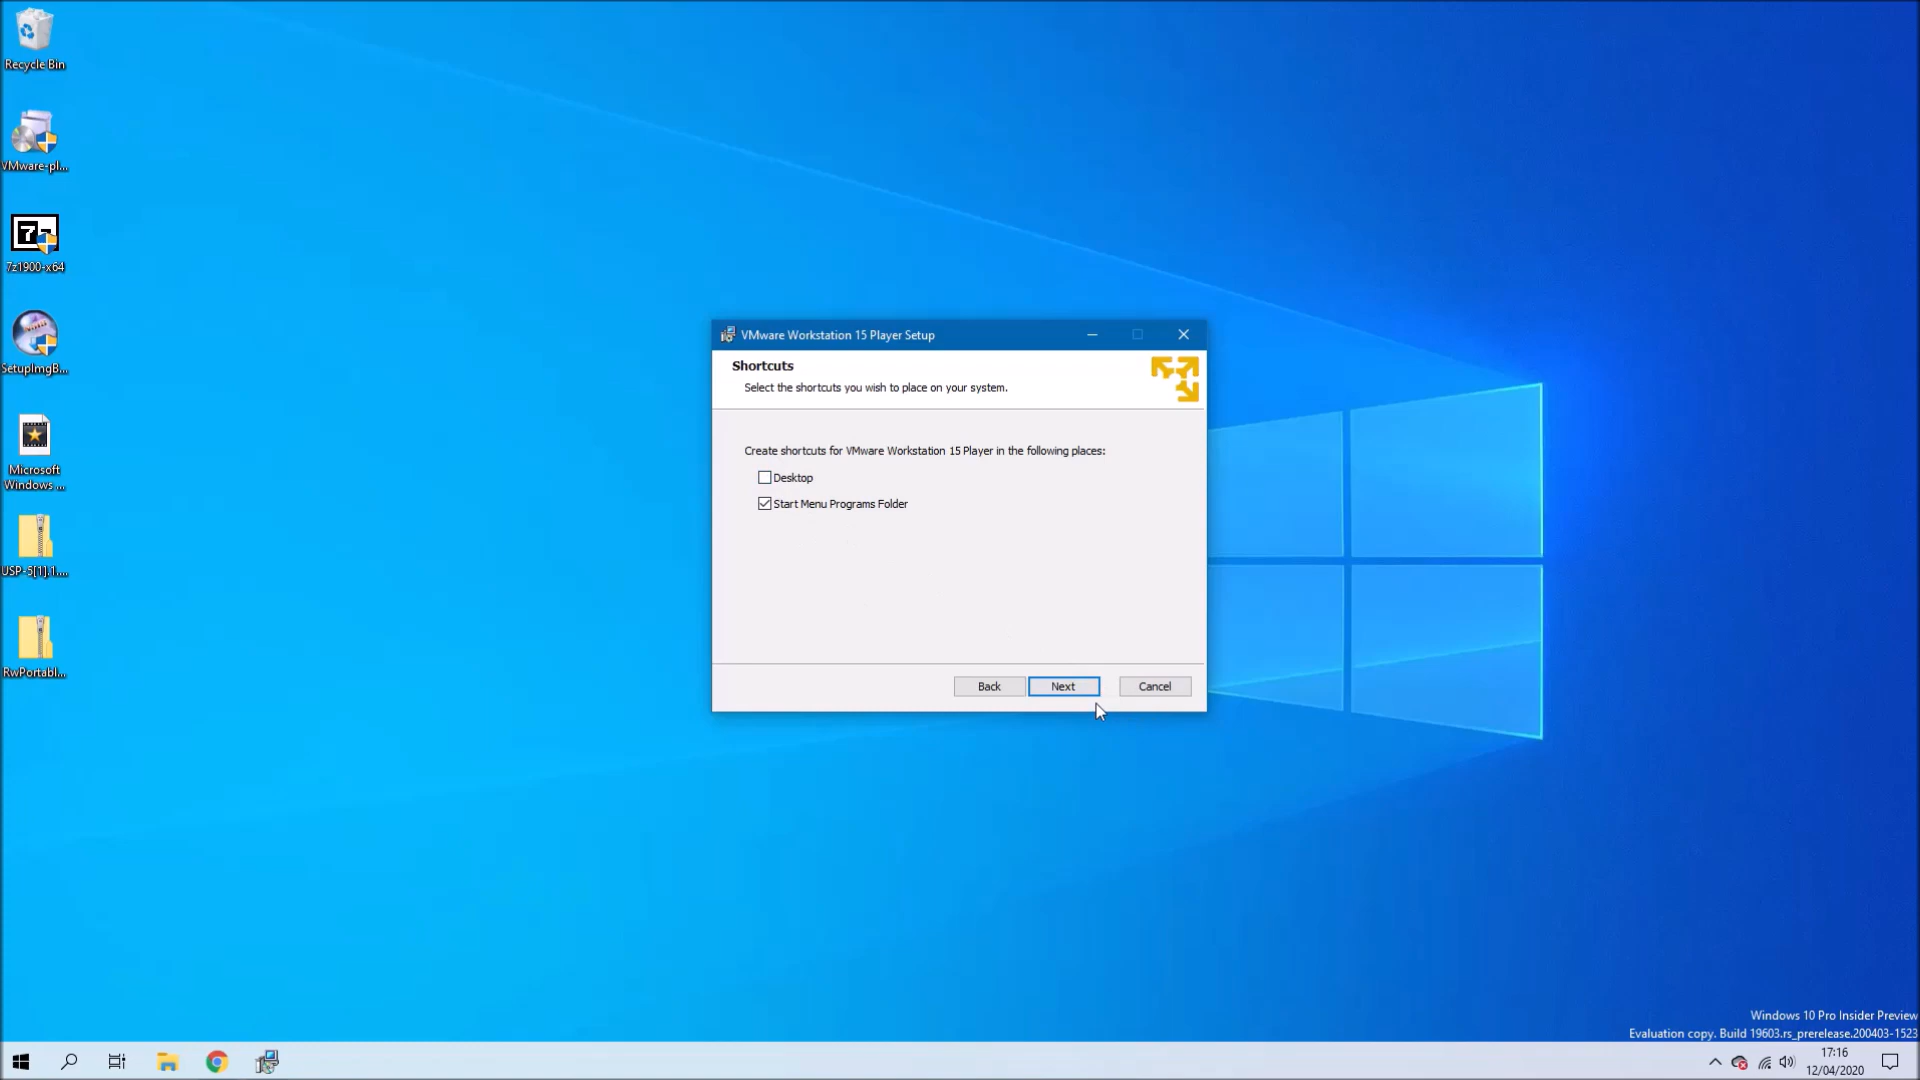 Recycle Bin
VMware-pl...
7z1900-x64
SetupImgB...
Microsoft
Windows ...
USP-5[1].1....
RwPortabl...
VMware Workstation 15 Player Setup
Shortcuts
Select the shortcuts you wish to place on your system.
Create shortcuts for VMware Workstation 15 Player in the following places:
Desktop
Start Menu Programs Folder
Back
Next
Cancel
Windows 10 Pro Insider Preview
Evaluation copy. Build 19603.rs_prerelease.200403-1523
17:16
12/04/2020